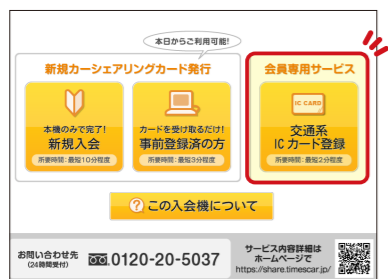 本日からご利用可能!
新規カーシェアリングカード発行
本機のみで完了!
新規入会
所要時間:最短10分程度
カードを受け取るだけ!
事前登録済の方
所要時間:最短3分程度
会員専用サービス
IC CARD
交通系
ICカード登録
所要時間:最短2分程度
? この入会機について
お問い合わせ先
(24時間受付)
0120-20-5037
サービス内容詳細は
ホームページで
https://share.timescar.jp/